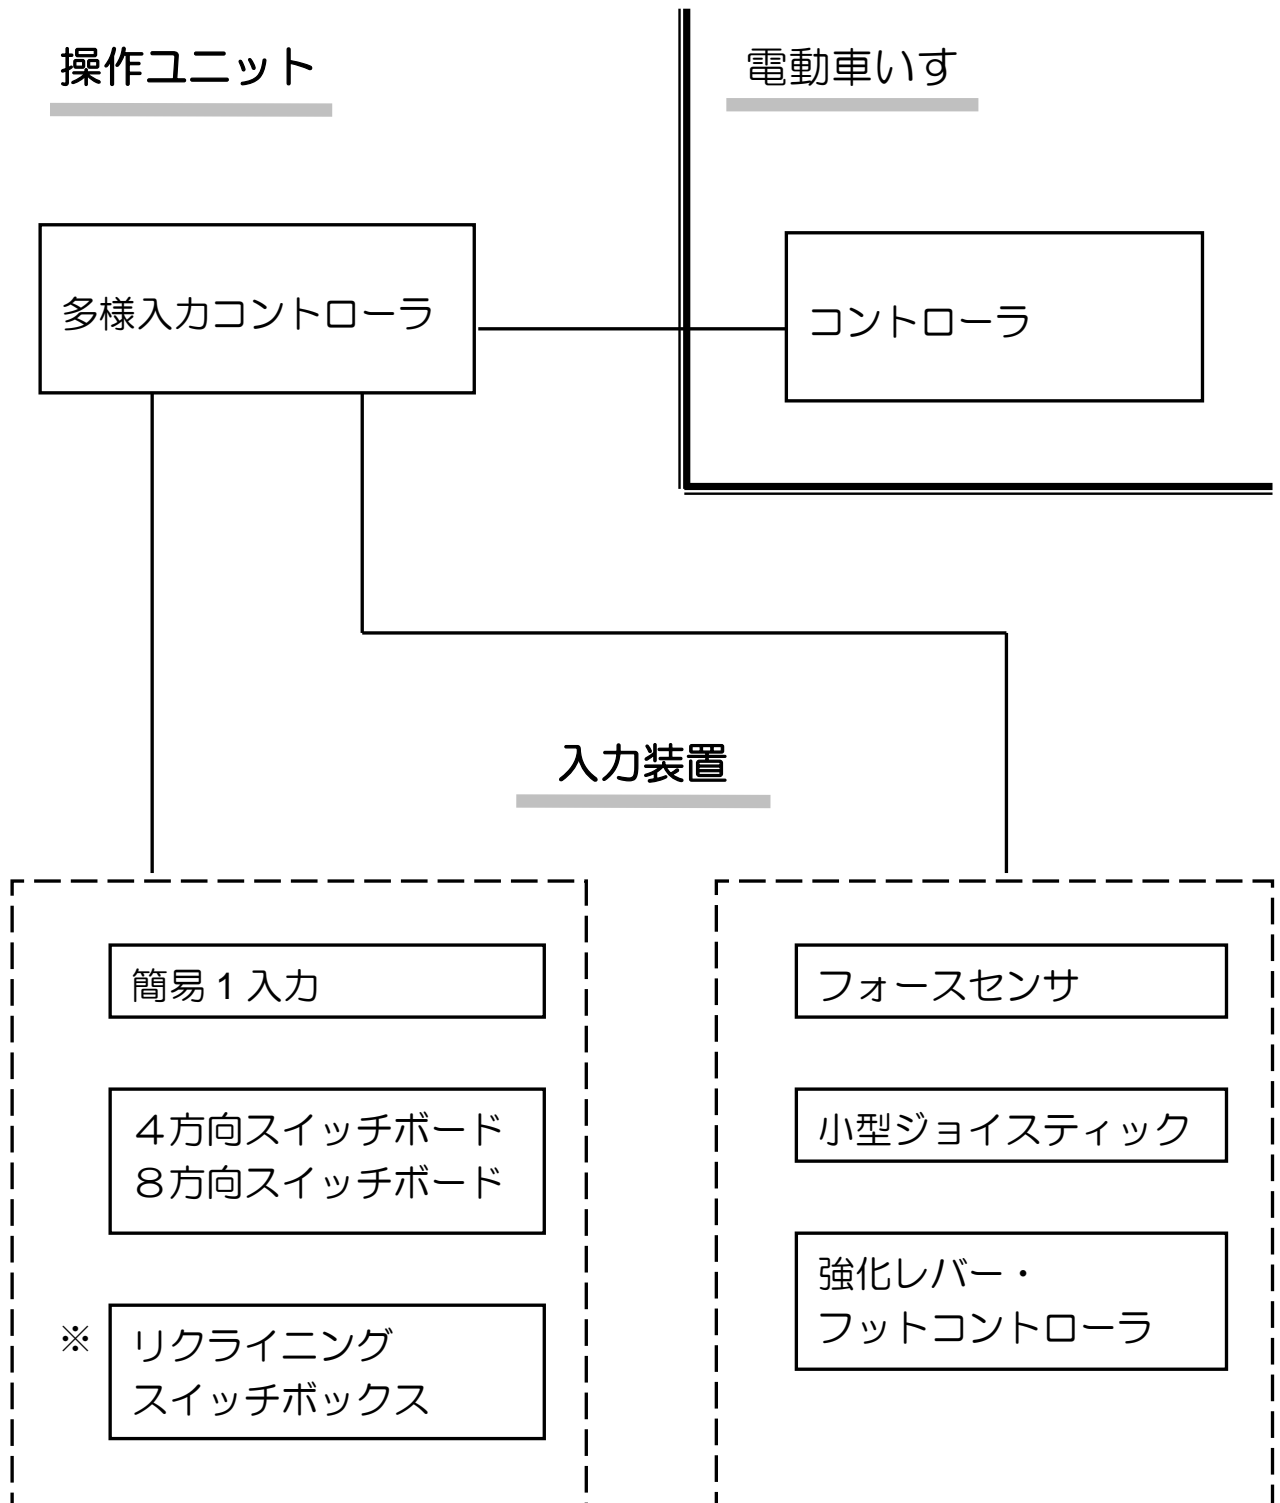 操作ユニット
電動車いす
多様入力コントローラ
コントローラ
入力装置
簡易1入力
4方向スイッチボード
8方向スイッチボード
※
リクライニング
スイッチボックス
フォースセンサ
小型ジョイスティック
強化レバー・
フットコントローラ